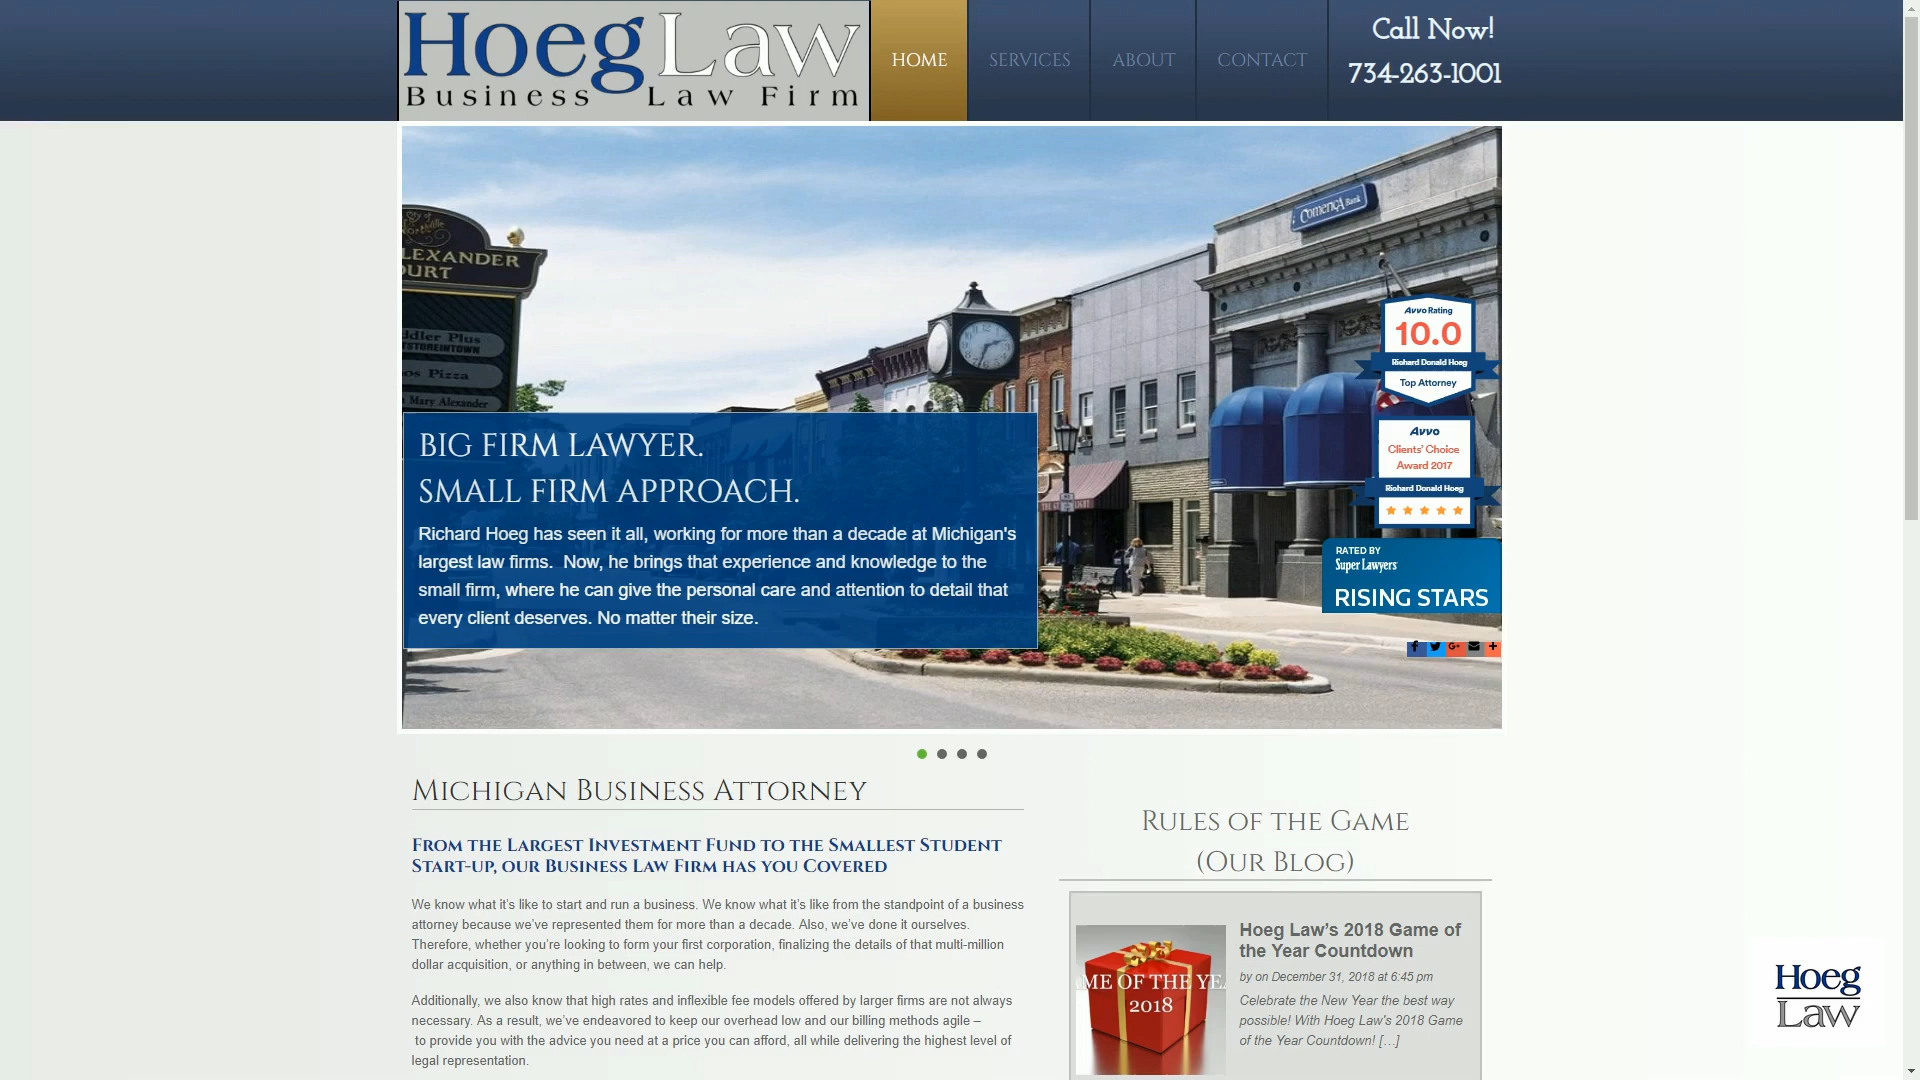 Hoeg Law
Business Law Firm
HOME
SERVICES
ABOUT
CONTACT
Call Now!
734-263-1001
City of
Northville
LEXANDER
OURT
ddler Plus
TSTOREINTOWN
os Pizza
Mary Alexander
ComericA Bank
BIG FIRM LAWYER.
SMALL FIRM APPROACH.
Richard Hoeg has seen it all, working for more than a decade at Michigan's
largest law firms.  Now, he brings that experience and knowledge to the
small firm, where he can give the personal care and attention to detail that
every client deserves. No matter their size.
Avvo Rating
10.0
Richard Donald Hoeg
Top Attorney
Avvo
Clients' Choice
Award 2017
Richard Donald Hoeg
RATED BY
Super Lawyers
RISING STARS
G+
Michigan Business Attorney
From the Largest Investment Fund to the Smallest Student
Start-up, our Business Law Firm has you Covered
We know what it's like to start and run a business. We know what it's like from the standpoint of a business
attorney because we've represented them for more than a decade. Also, we've done it ourselves.
Therefore, whether you're looking to form your first corporation, finalizing the details of that multi-million
dollar acquisition, or anything in between, we can help.
Additionally, we also know that high rates and inflexible fee models offered by larger firms are not always
necessary. As a result, we've endeavored to keep our overhead low and our billing methods agile –
to provide you with the advice you need at a price you can afford, all while delivering the highest level of
legal representation.
Rules of the Game
(Our Blog)
ME OF THE YEA
2018
Hoeg Law's 2018 Game of
the Year Countdown
by on December 31, 2018 at 6:45 pm
Celebrate the New Year the best way
possible! With Hoeg Law's 2018 Game
of the Year Countdown! […]
Hoeg
Law